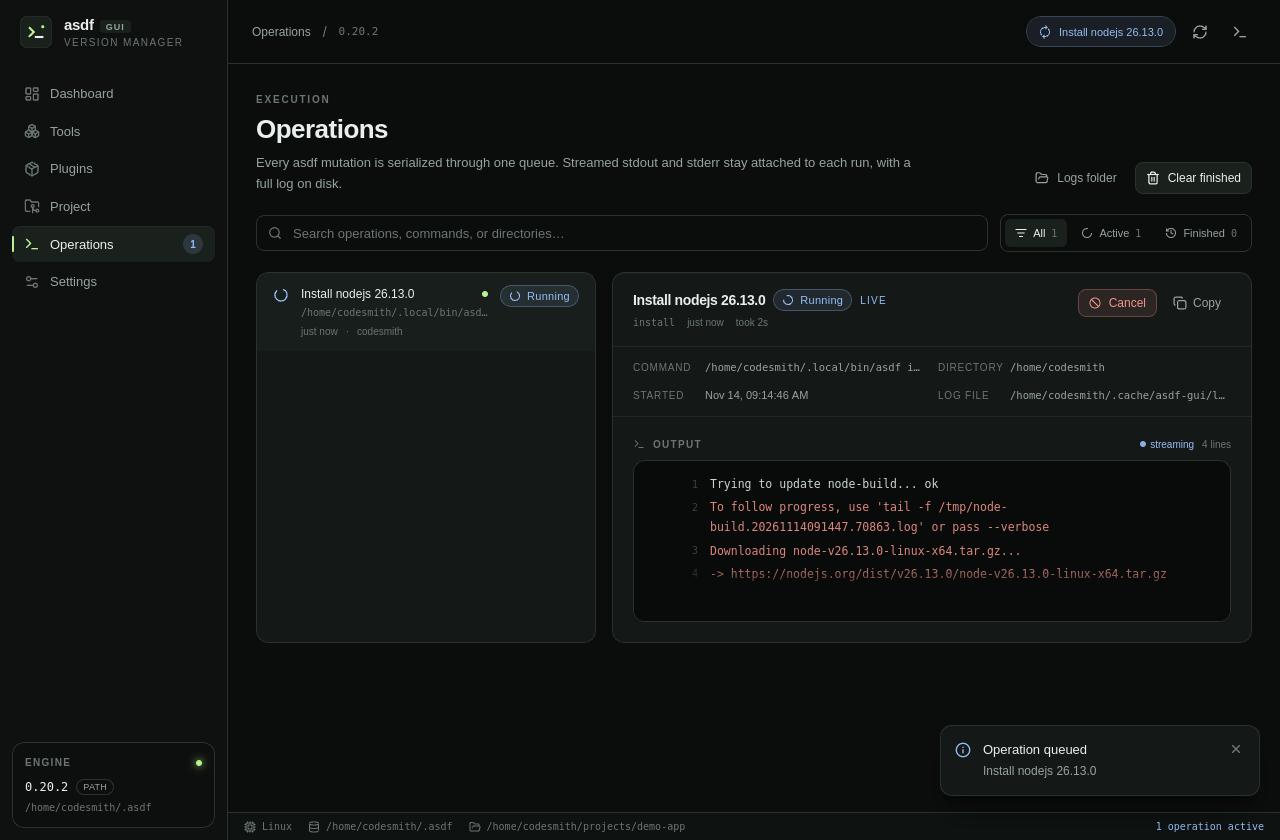 asdf GUI
VERSION MANAGER
Dashboard
Tools
Plugins
Project
Operations 1
Settings
ENGINE
0.20.2 PATH
/home/codesmith/.asdf
Operations / 0.20.2
Install nodejs 26.13.0
EXECUTION
Operations
Every asdf mutation is serialized through one queue. Streamed stdout and stderr stay attached to each run, with a
full log on disk.
Logs folder
Clear finished
Search operations, commands, or directories…
All 1
Active 1
Finished 0
Install nodejs 26.13.0 Running
/home/codesmith/.local/bin/asd…
just now · codesmith
Install nodejs 26.13.0 Running LIVE
install just now took 2s
Cancel
Copy
COMMAND /home/codesmith/.local/bin/asdf i…
DIRECTORY /home/codesmith
STARTED Nov 14, 09:14:46 AM
LOG FILE /home/codesmith/.cache/asdf-gui/l…
OUTPUT
streaming 4 lines
1 Trying to update node-build... ok
2 To follow progress, use 'tail -f /tmp/node-
build.20261114091447.70863.log' or pass --verbose
3 Downloading node-v26.13.0-linux-x64.tar.gz...
4 -> https://nodejs.org/dist/v26.13.0/node-v26.13.0-linux-x64.tar.gz
Operation queued
Install nodejs 26.13.0
Linux /home/codesmith/.asdf /home/codesmith/projects/demo-app
1 operation active